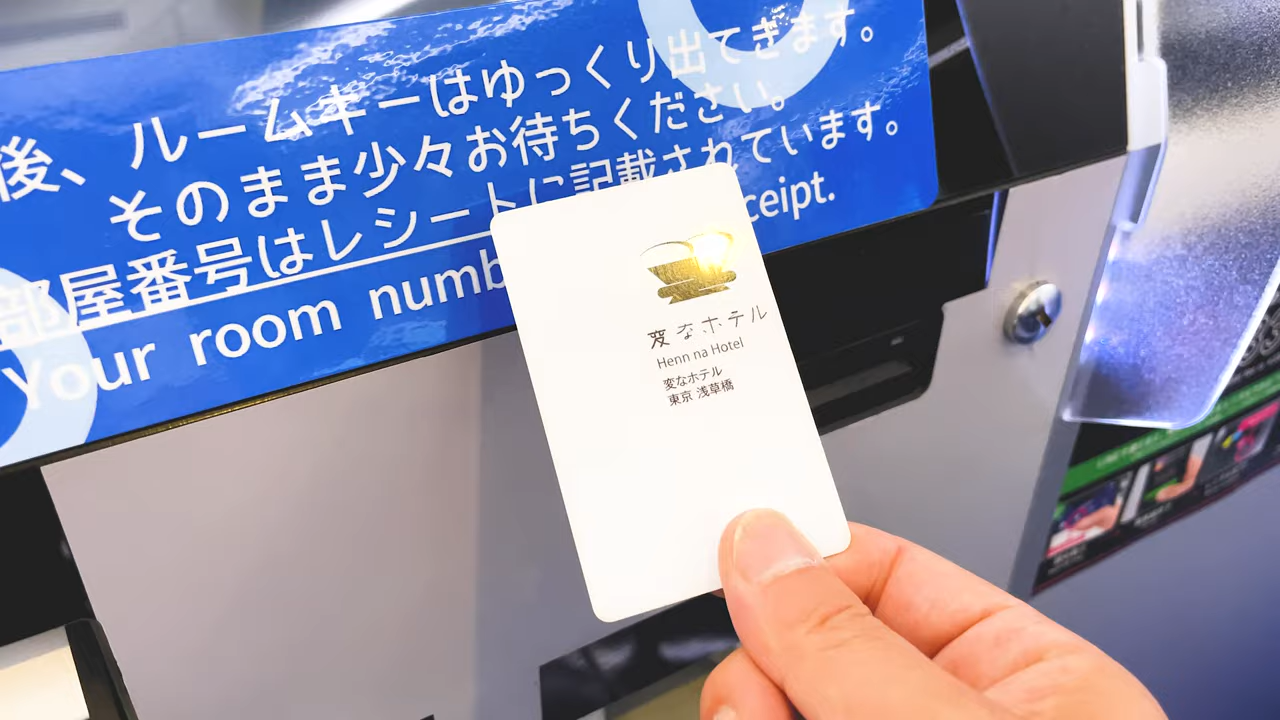 後、ルームキーはゆっくり出てきます。
そのまま少々お待ちください。
部屋番号はレシートに記載されています。
Your room numb
ceipt.
変なホテル
Henn na Hotel
変なホテル
東京 浅草橋